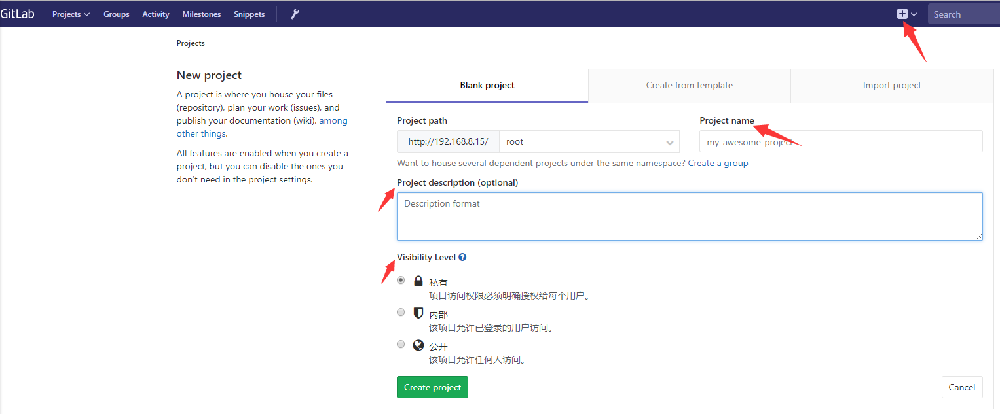 GitLab Projects Groups Activity Milestones Snippets Search
Projects
New project
A project is where you house your files
(repository), plan your work (issues), and
publish your documentation (wiki), among
other things.
All features are enabled when you create a
project, but you can disable the ones you
don't need in the project settings.
Blank project Create from template Import project
Project path
http://192.168.8.15/ root
Project name
my-awesome-project
Want to house several dependent projects under the same namespace? Create a group
Project description (optional)
Description format
Visibility Level
私有
项目访问权限必须明确授权给每个用户。
内部
该项目允许已登录的用户访问。
公开
该项目允许任何人访问。
Create project Cancel